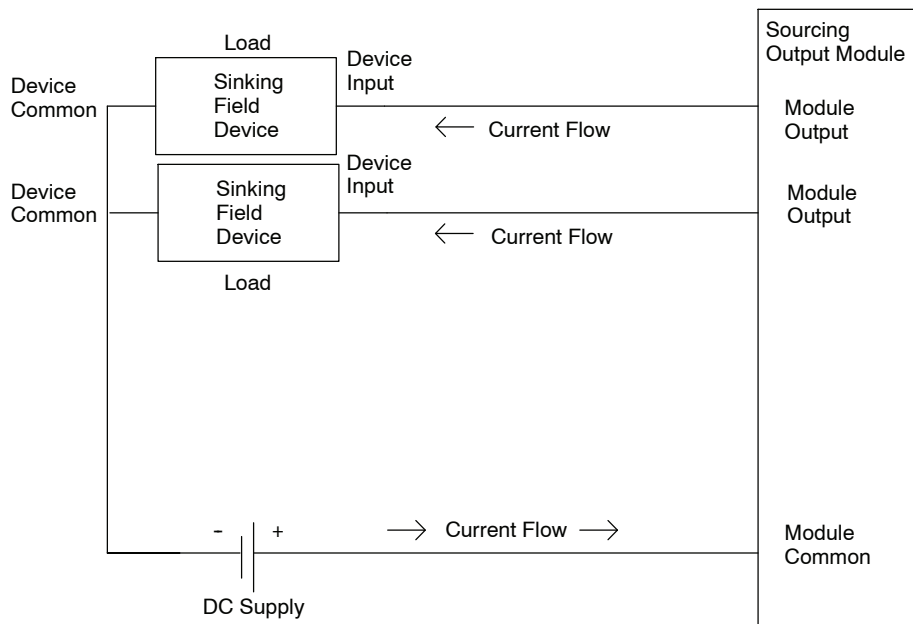 Sourcing
Output Module
Load
Device
Input
Device
Common
Sinking
Field
Device
Module
Output
Current Flow
Device
Input
Device
Common
Sinking
Field
Device
Module
Output
Current Flow
Load
- +
Current Flow
Module
Common
DC Supply